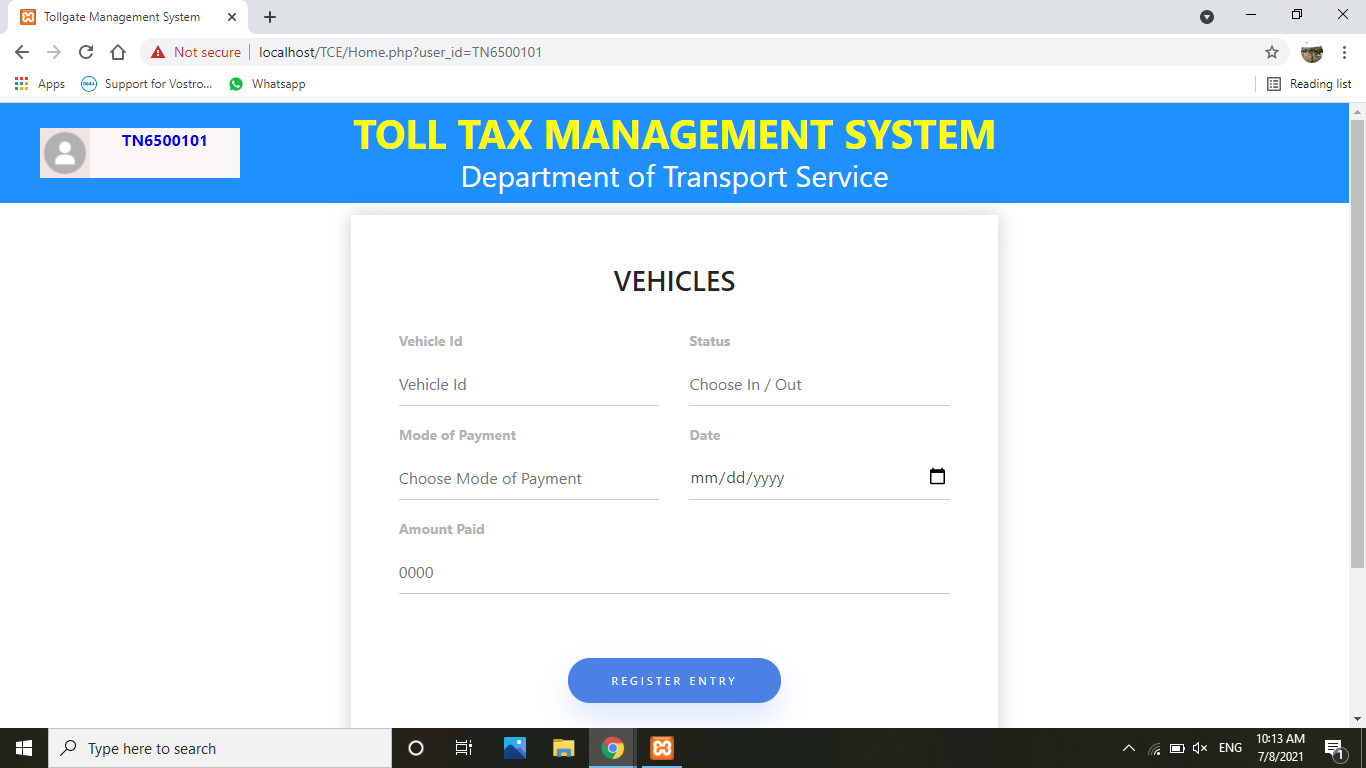 Tollgate Management System
Not secure
localhost/TCE/Home.php?user_id=TN6500101
Apps
Support for Vostro...
Whatsapp
Reading list
TN6500101
TOLL TAX MANAGEMENT SYSTEM
Department of Transport Service
VEHICLES
Vehicle Id
Status
Vehicle Id
Choose In / Out
Mode of Payment
Date
Choose Mode of Payment
mm/dd/yyyy
Amount Paid
0000
REGISTER ENTRY
Type here to search
ENG
10:13 AM
7/8/2021
1